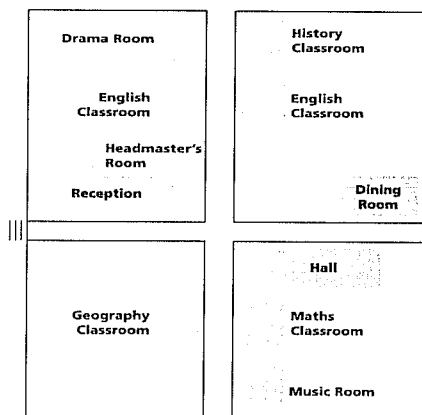 Drama Room
English
Classroom
Headmaster's
Room
Reception
History
Classroom
English
Classroom
Dining
Room
Geography
Classroom
Hall
Maths
Classroom
Music Room